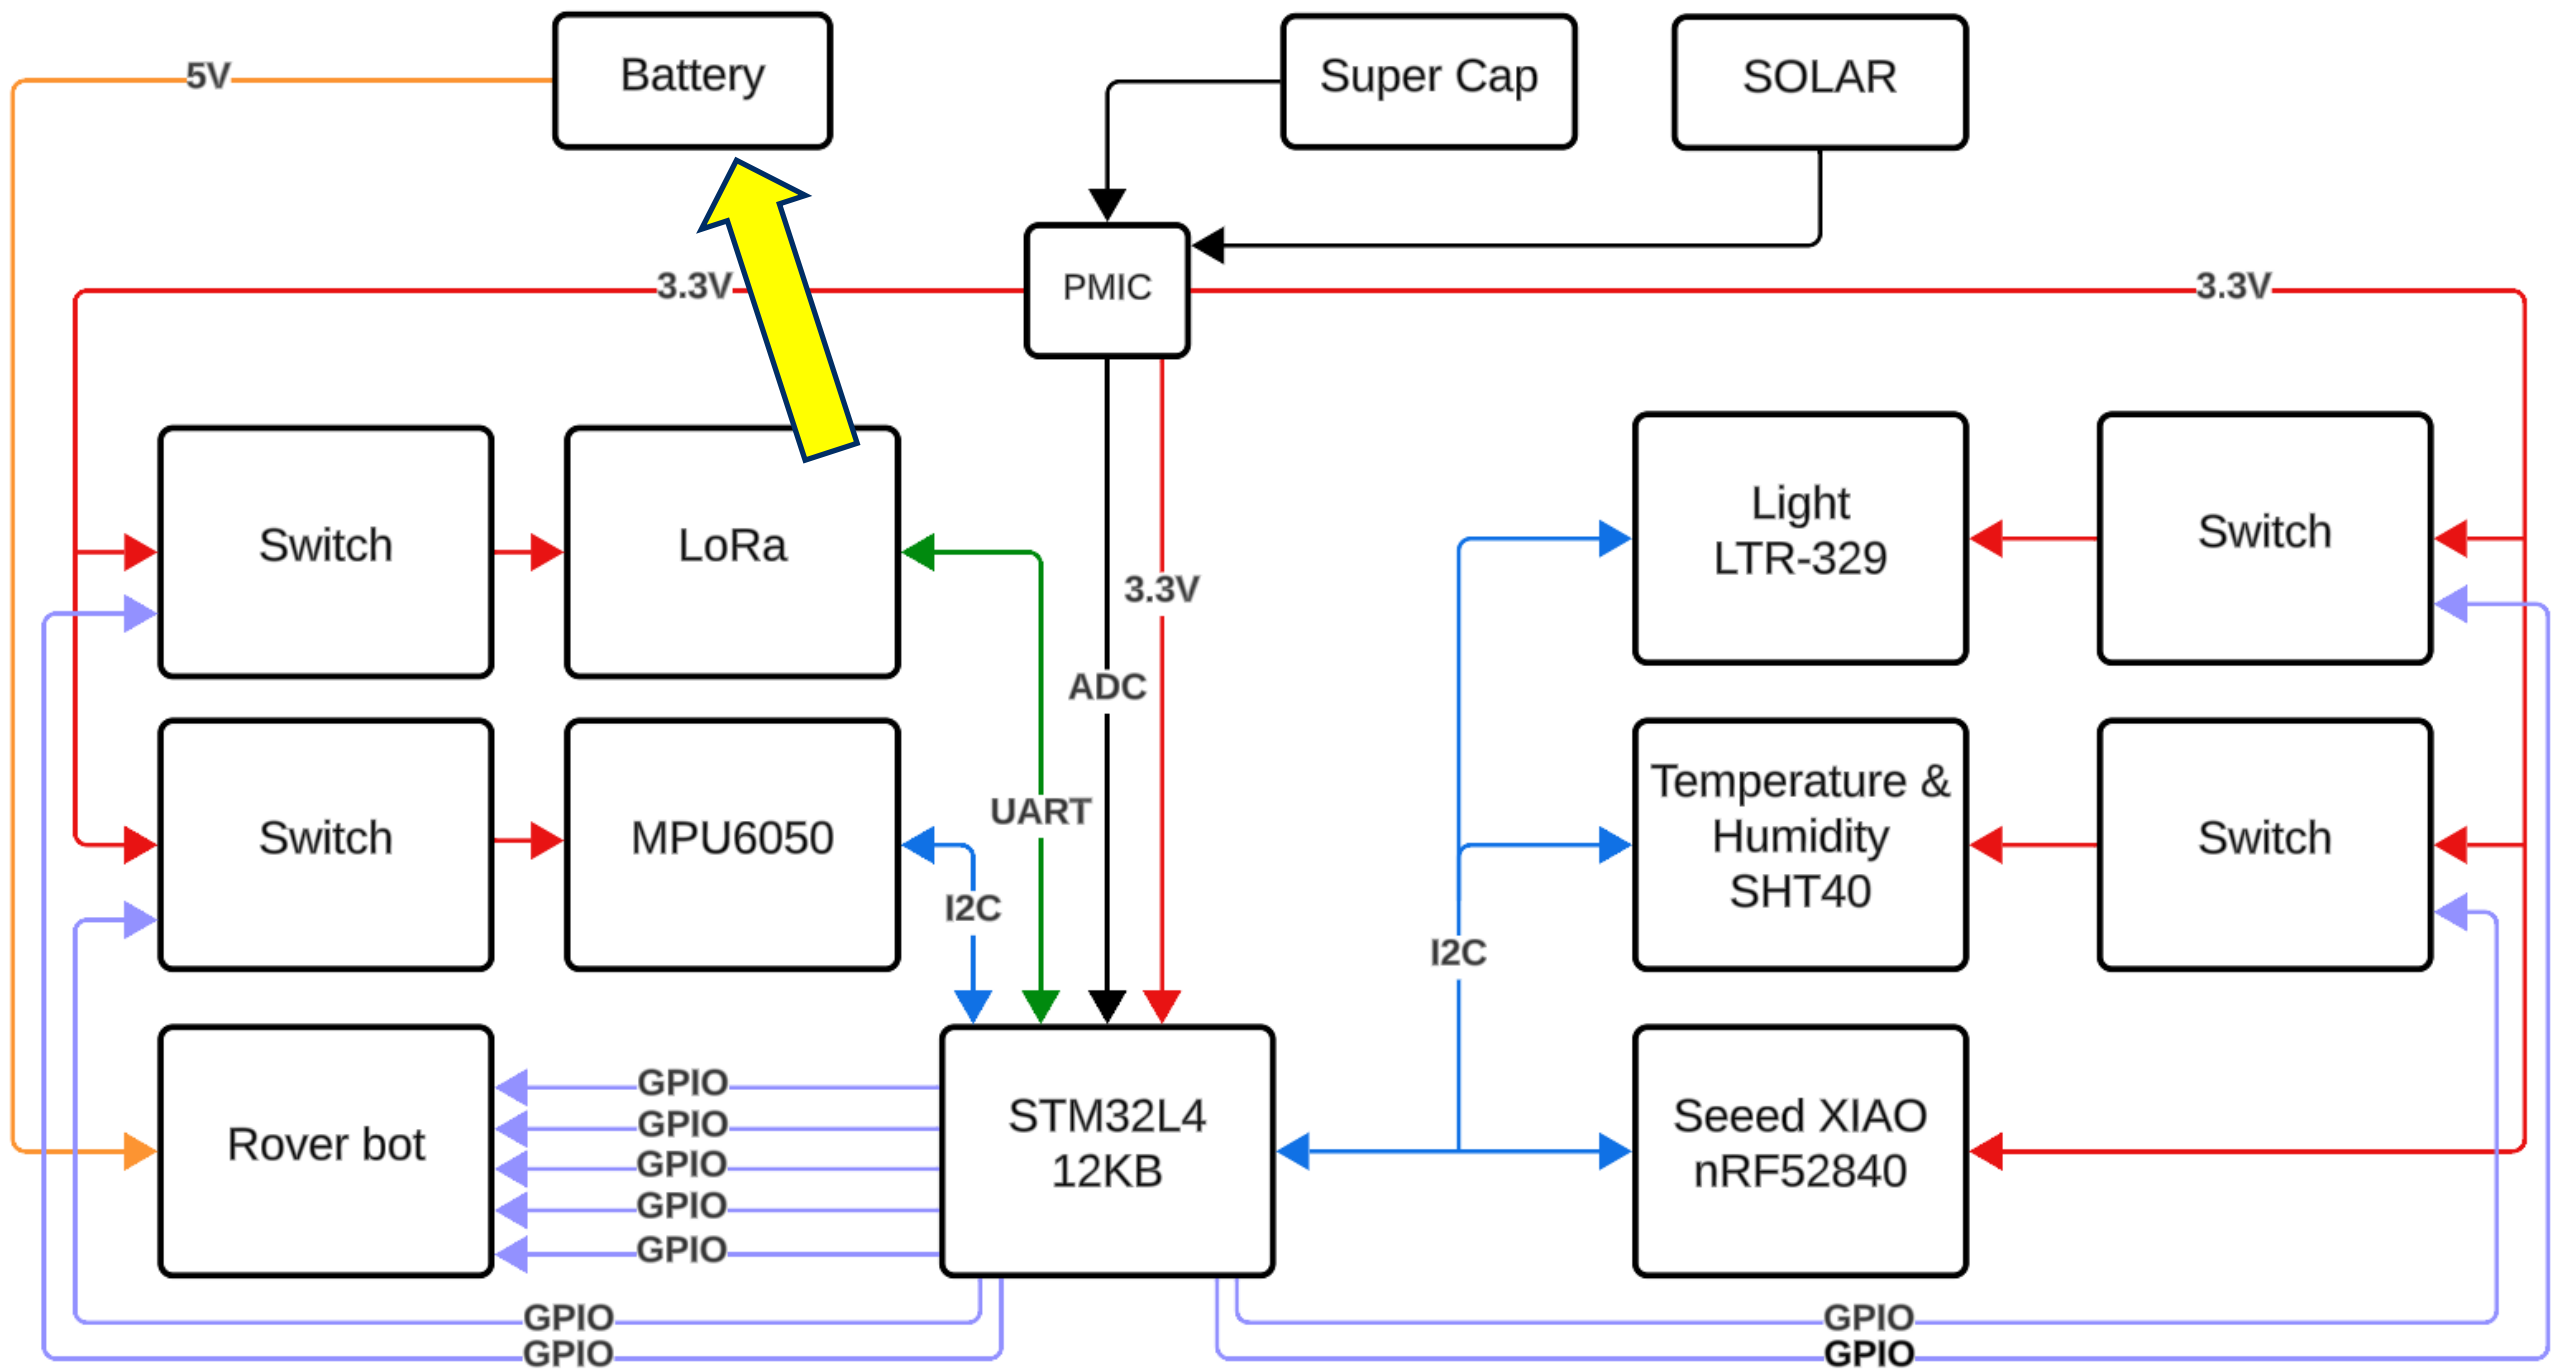 Battery
Super Cap
SOLAR
5V
PMIC
3.3V
3.3V
Switch
LoRa
Light
LTR-329
Switch
3.3V
ADC
UART
Switch
MPU6050
I2C
Temperature &
Humidity
SHT40
Switch
I2C
Rover bot
GPIO
GPIO
GPIO
GPIO
GPIO
STM32L4
12KB
Seeed XIAO
nRF52840
GPIO
GPIO
GPIO
GPIO